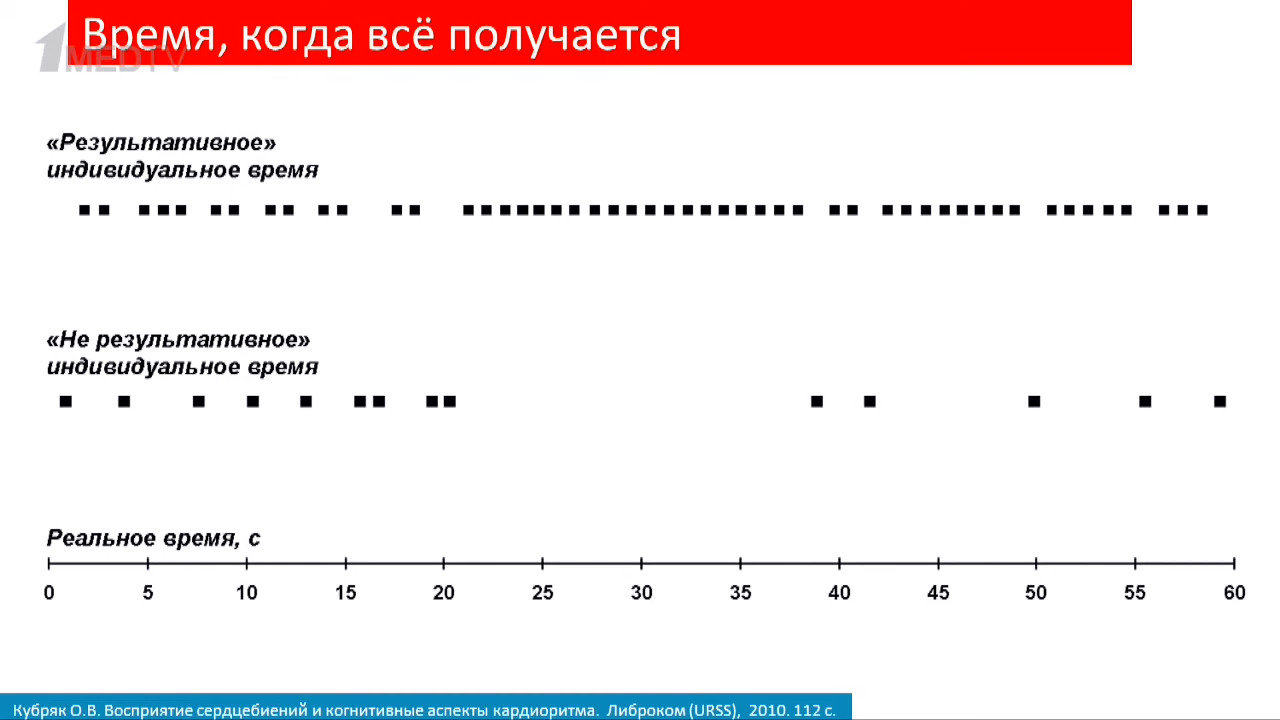 Время, когда всё получается
1MEDTV
«Результативное»
индивидуальное время
«Не результативное»
индивидуальное время
Реальное время, с
0 5 10 15 20 25 30 35 40 45 50 55 60
Кубряк О.В. Восприятие сердцебиений и когнитивные аспекты кардиоритма. Либроком (URSS), 2010. 112 с.